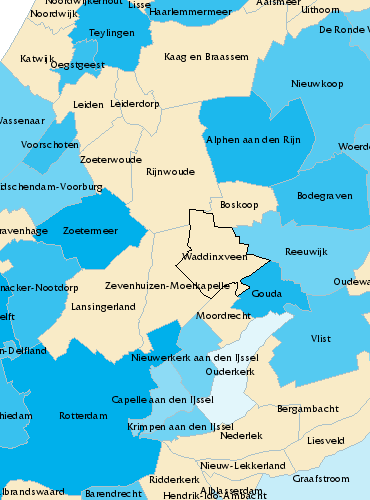 Noordwijkerhout
Lisse
Aalsmeer
Noordwijk
Haarlemmermeer
Uithoorn
Teylingen
De Ronde V
Katwijk
Oegstgeest
Kaag en Braassem
Nieuwkoop
Leiden
Leiderdorp
Wassenaar
Voorschoten
Alphen aan den Rijn
Woerde
Zoeterwoude
Rijnwoude
idschendam-Voorburg
Bodegraven
Boskoop
ravenhage
Zoetermeer
Reeuwijk
Waddinxveen
nacker-Nootdorp
Zevenhuizen-Moerkapelle
Oudewa
Gouda
Lansingerland
elft
Moordrecht
Vlist
n-Delfland
Nieuwerkerk aan den IJssel
Ouderkerk
Capelle aan den IJssel
Bergambacht
hiedam
Rotterdam
Krimpen aan den IJssel
Nederlek
Liesveld
Nieuw-Lekkerland
Ridderkerk
Graafstroom
lbrandswaard
Barendrecht
Alblasserdam
Hendrik-do-Ambacht